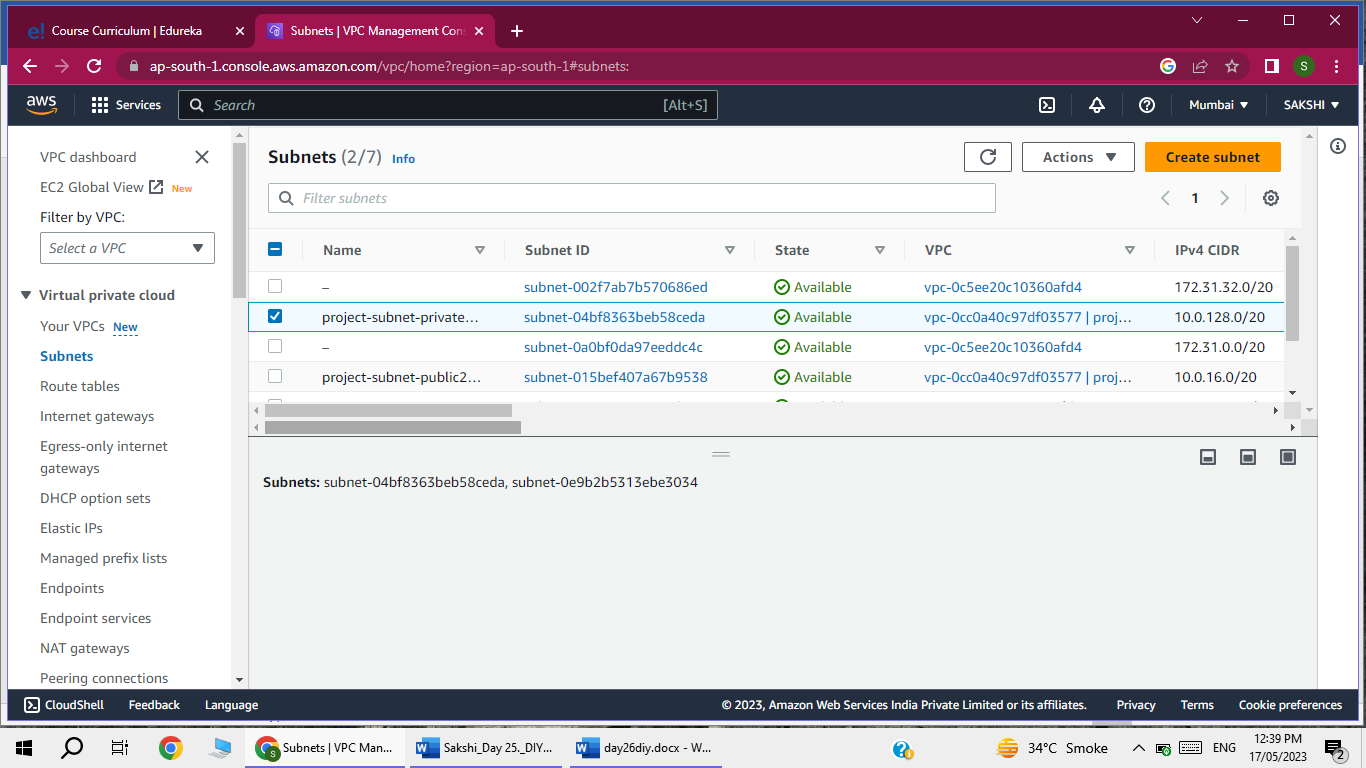 e! Course Curriculum | Edureka
Subnets | VPC Management Con
ap-south-1.console.aws.amazon.com/vpc/home?region=ap-south-1#subnets:
S
aws Services Search [Alt+S] Mumbai SAKSHI
VPC dashboard
EC2 Global View New
Filter by VPC:
Select a VPC
Virtual private cloud
Your VPCs New
Subnets
Route tables
Internet gateways
Egress-only internet
gateways
DHCP option sets
Elastic IPs
Managed prefix lists
Endpoints
Endpoint services
NAT gateways
Peering connections
Subnets (2/7) Info
Actions Create subnet
Filter subnets
1
Name Subnet ID State VPC IPv4 CIDR
– subnet-002f7ab7b570686ed Available vpc-0c5ee20c10360afd4 172.31.32.0/20
project-subnet-private... subnet-04bf8363beb58ceda Available vpc-0cc0a40c97df03577 | proj... 10.0.128.0/20
– subnet-0a0bf0da97eeddc4c Available vpc-0c5ee20c10360afd4 172.31.0.0/20
project-subnet-public2... subnet-015bef407a67b9538 Available vpc-0cc0a40c97df03577 | proj... 10.0.16.0/20
Subnets: subnet-04bf8363beb58ceda, subnet-0e9b2b5313ebe3034
CloudShell Feedback Language © 2023, Amazon Web Services India Private Limited or its affiliates. Privacy Terms Cookie preferences
Subnets | VPC Man... Sakshi_Day 25._DIY... day26diy.docx - W... 34°C Smoke ENG 12:39 PM
17/05/2023
2